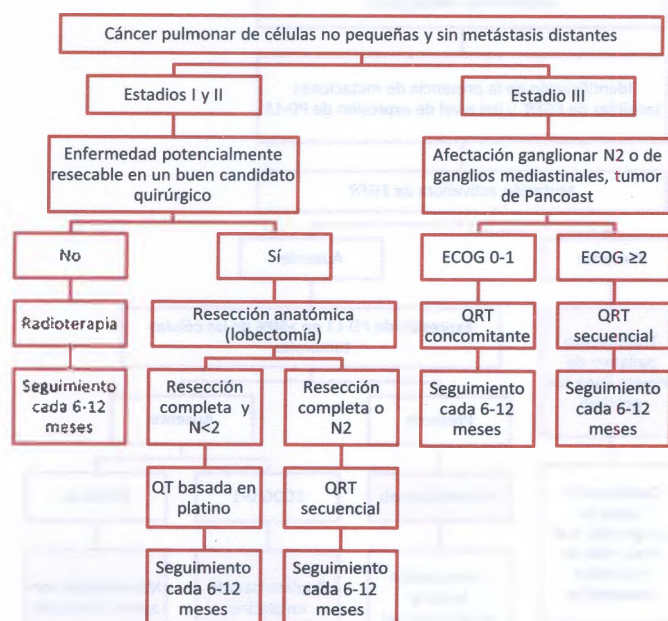 Cáncer pulmonar de células no pequeñas y sin metástasis distantes
Estadios I y II
Estadio III
Enfermedad potencialmente
resecable en un buen candidato
quirúrgico
Afectación ganglionar N2 o de
ganglios mediastinales, tumor
de Pancoast
No
Sí
ECOG 0-1
ECOG ≥2
Radioterapia
Resección anatómica
(lobectomía)
QRT
concomitante
QRT
secuencial
Seguimiento
cada 6-12
meses
Resección
completa y
N<2
Resección
completa o
N2
Seguimiento
cada 6-12
meses
Seguimiento
cada 6-12
meses
QT basada en
platino
QRT
secuencial
Seguimiento
cada 6-12
meses
Seguimiento
cada 6-12
meses